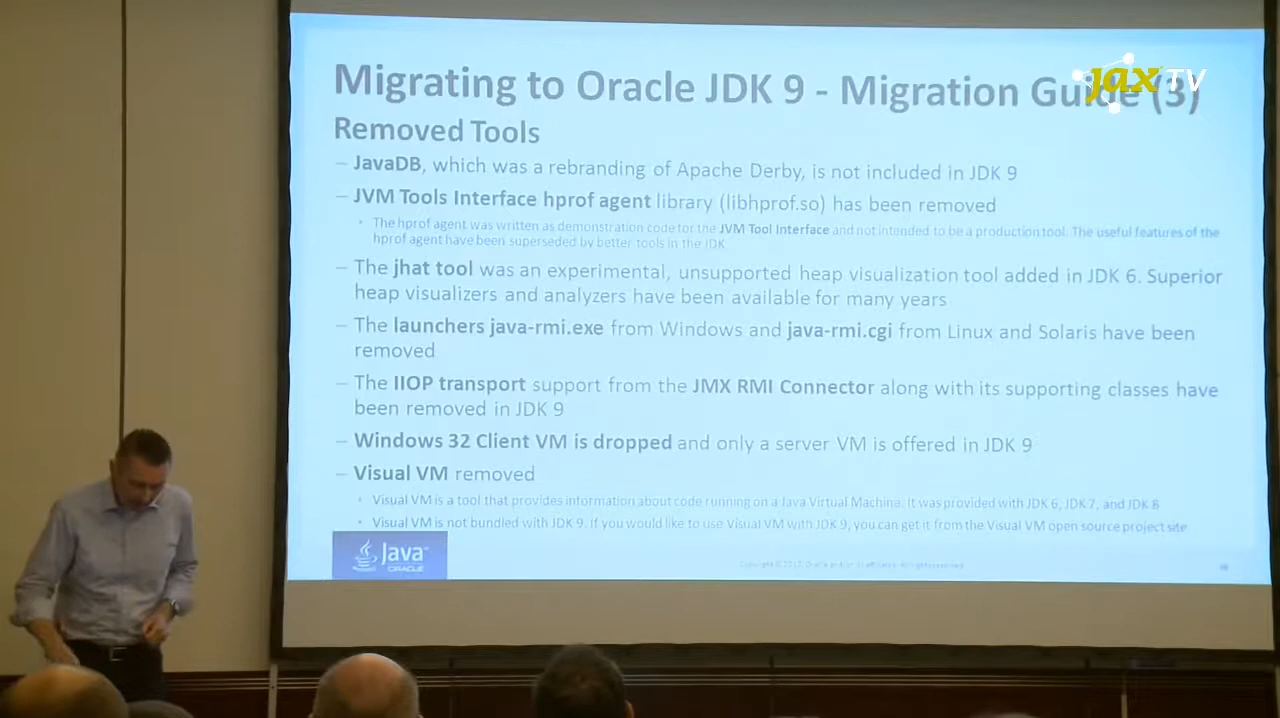 Migrating to Oracle JDK 9 - Migration Guide (3)
jax TV
Removed Tools
– JavaDB, which was a rebranding of Apache Derby, is not included in JDK 9
– JVM Tools Interface hprof agent library (libhprof.so) has been removed
• The hprof agent was written as demonstration code for the JVM Tool Interface and not intended to be a production tool. The useful features of the
hprof agent have been superseded by better tools in the JDK
– The jhat tool was an experimental, unsupported heap visualization tool added in JDK 6. Superior
heap visualizers and analyzers have been available for many years
– The launchers java-rmi.exe from Windows and java-rmi.cgi from Linux and Solaris have been
removed
– The IIOP transport support from the JMX RMI Connector along with its supporting classes have
been removed in JDK 9
– Windows 32 Client VM is dropped and only a server VM is offered in JDK 9
– Visual VM removed
• Visual VM is a tool that provides information about code running on a Java Virtual Machine. It was provided with JDK 6, JDK 7, and JDK 8
• Visual VM is not bundled with JDK 9. If you would like to use Visual VM with JDK 9, you can get it from the Visual VM open source project site
Java
ORACLE
Copyright © 2017, Oracle and/or its affiliates. All rights reserved.